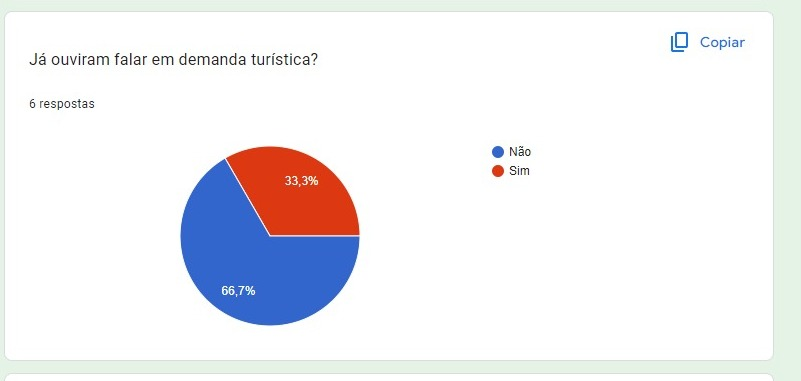 Copiar
Já ouviram falar em demanda turística?
6 respostas
Não
Sim
33,3%
66,7%